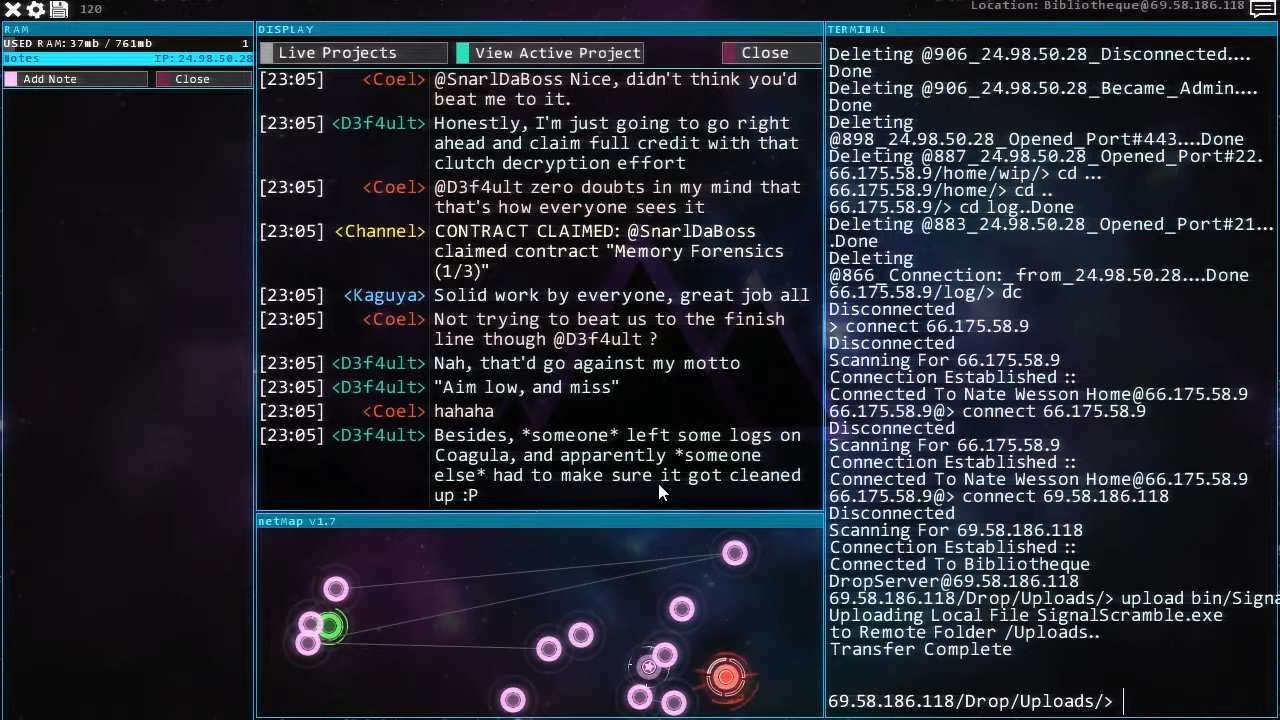 120
Location: Bibliotheque@69.58.186.118
RAM
USED RAM: 37mb / 761mb 1
Notes IP: 24.98.50.28
Add Note Close
DISPLAY
Live Projects View Active Project Close
[23:05] <Coel> @SnarlDaBoss Nice, didn't think you'd
beat me to it.
[23:05] <D3f4ult> Honestly, I'm just going to go right
ahead and claim full credit with that
clutch decryption effort
[23:05] <Coel> @D3f4ult zero doubts in my mind that
that's how everyone sees it
[23:05] <Channel> CONTRACT CLAIMED: @SnarlDaBoss
claimed contract "Memory Forensics
(1/3)"
[23:05] <Kaguya> Solid work by everyone, great job all
[23:05] <Coel> Not trying to beat us to the finish
line though @D3f4ult ?
[23:05] <D3f4ult> Nah, that'd go against my motto
[23:05] <D3f4ult> "Aim low, and miss"
[23:05] <Coel> hahaha
[23:05] <D3f4ult> Besides, *someone* left some logs on
Coagula, and apparently *someone
else* had to make sure it got cleaned
up :P
netMap v1.7
TERMINAL
Deleting @906_24.98.50.28_Disconnected....
Done
Deleting @906_24.98.50.28_Became_Admin....
Done
Deleting
@898_24.98.50.28_Opened_Port#443....Done
Deleting @887_24.98.50.28_Opened_Port#22.
66.175.58.9/home/wip/> cd ...
66.175.58.9/home/> cd ..
66.175.58.9/> cd log..Done
Deleting @883_24.98.50.28_Opened_Port#21...
.Done
Deleting
@866_Connection:_from_24.98.50.28....Done
66.175.58.9/log/> dc
Disconnected
> connect 66.175.58.9
Disconnected
Scanning For 66.175.58.9
Connection Established ::
Connected To Nate Wesson Home@66.175.58.9
66.175.58.9@> connect 66.175.58.9
Disconnected
Scanning For 66.175.58.9
Connection Established ::
Connected To Nate Wesson Home@66.175.58.9
66.175.58.9@> connect 69.58.186.118
Disconnected
Scanning For 69.58.186.118
Connection Established ::
Connected To Bibliotheque
DropServer@69.58.186.118
69.58.186.118/Drop/Uploads/> upload bin/Signa
Uploading Local File SignalScramble.exe
to Remote Folder /Uploads..
Transfer Complete
69.58.186.118/Drop/Uploads/>